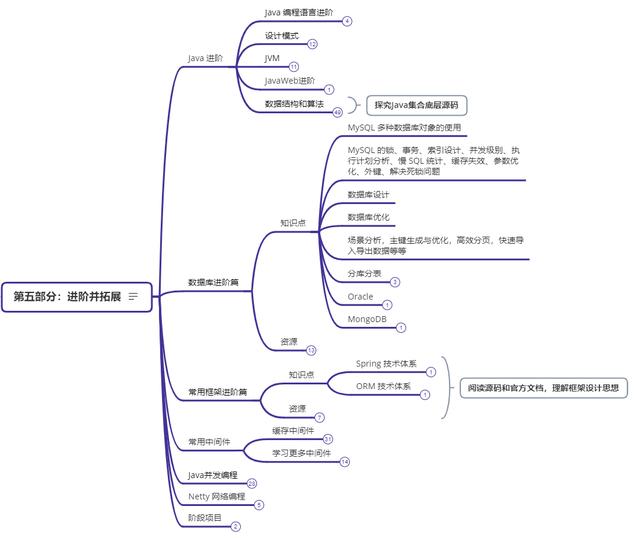 Java 编程语言进阶 4
设计模式 12
Java 进阶
JVM 11
JavaWeb进阶 1
数据结构和算法 49
探究Java集合底层源码
MySQL 多种数据库对象的使用
MySQL 的锁、事务、索引设计、并发级别、执
行计划分析、慢 SQL 统计、缓存失效、参数优
化、外键、解决死锁问题
数据库设计
数据库优化
知识点
场景分析，主键生成与优化，高效分页，快速导
入导出数据等等
分库分表 3
Oracle 1
MongoDB 1
数据库进阶篇
第五部分：进阶并拓展
资源 13
Spring 技术体系 1
知识点
ORM 技术体系 1
阅读源码和官方文档，理解框架设计思想
常用框架进阶篇
资源 7
缓存中间件 31
常用中间件
学习更多中间件 14
Java并发编程 28
Netty 网络编程 5
阶段项目 2